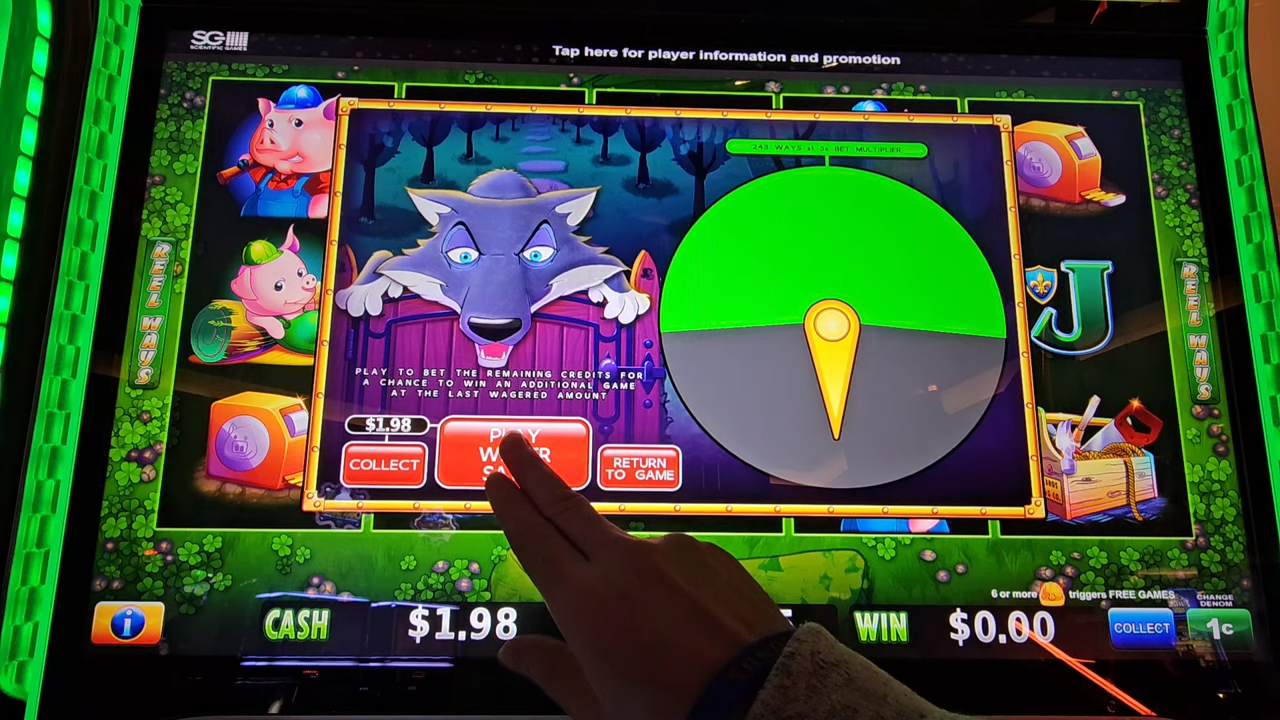 SG
SCIENTIFIC GAMES
Tap here for player information and promotion
243 WAYS at 5x BET MULTIPLIER
REEL WAYS
J
REEL WAYS
PLAY TO BET THE REMAINING CREDITS FOR
A CHANCE TO WIN AN ADDITIONAL GAME
AT THE LAST WAGERED AMOUNT
$1.98
COLLECT
RETURN
TO GAME
& CO.
6 or more triggers FREE GAMES
CHANGE
DENOM
i
CASH $1.98
WIN $0.00
COLLECT
1¢